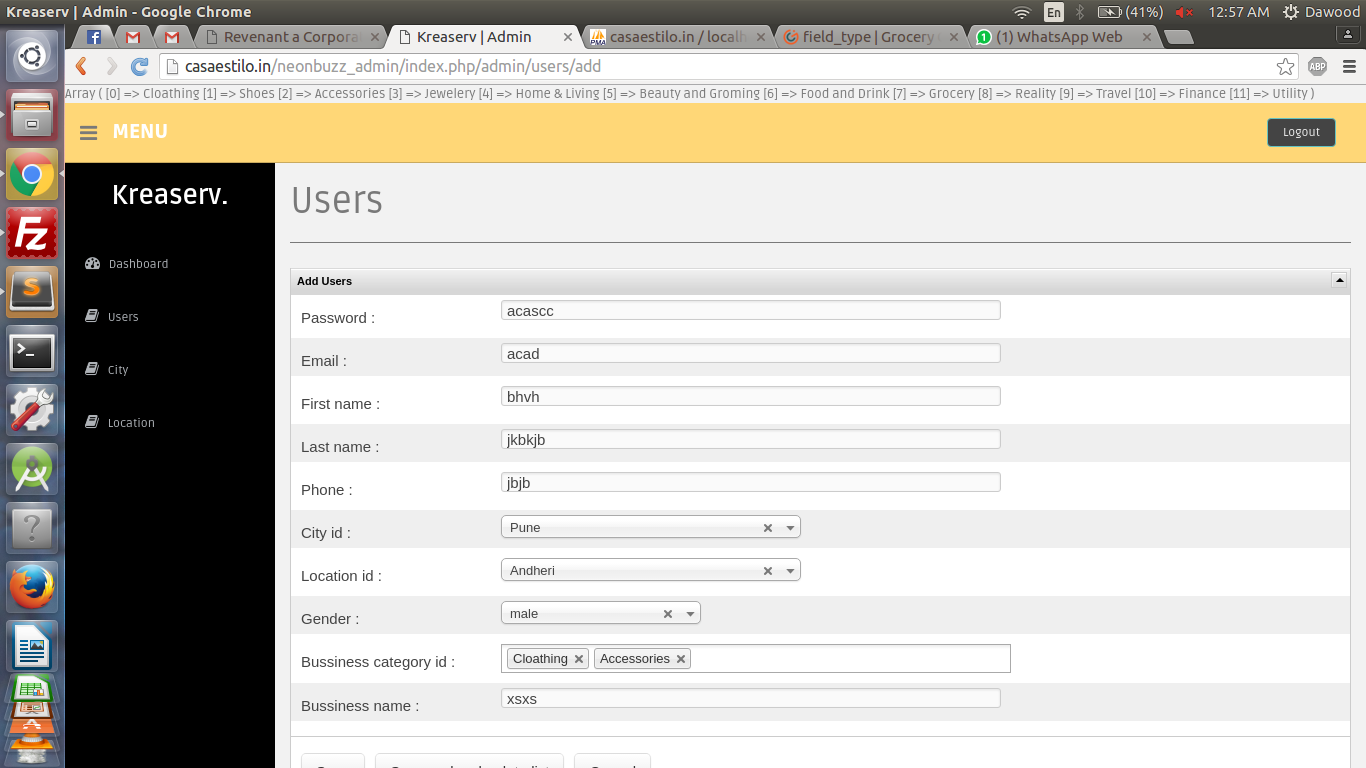 Kreaserv | Admin - Google Chrome
En
(41%)
12:57 AM
Dawood
Revenant a Corpora
Kreaserv | Admin
casaestilo.in / local
field_type | Grocery
(1) WhatsApp Web
casaestilo.in/neonbuzz_admin/index.php/admin/users/add
ABP
Array ( [0] => Cloathing [1] => Shoes [2] => Accessories [3] => Jewelery [4] => Home & Living [5] => Beauty and Groming [6] => Food and Drink [7] => Grocery [8] => Reality [9] => Travel [10] => Finance [11] => Utility )
MENU
Logout
Kreaserv.
Dashboard
Users
City
Location
Users
Add Users
Password :
acascc
Email :
acad
First name :
bhvh
Last name :
jkbkjb
Phone :
jbjb
City id :
Pune
Location id :
Andheri
Gender :
male
Bussiness category id :
Cloathing
Accessories
Bussiness name :
xsxs